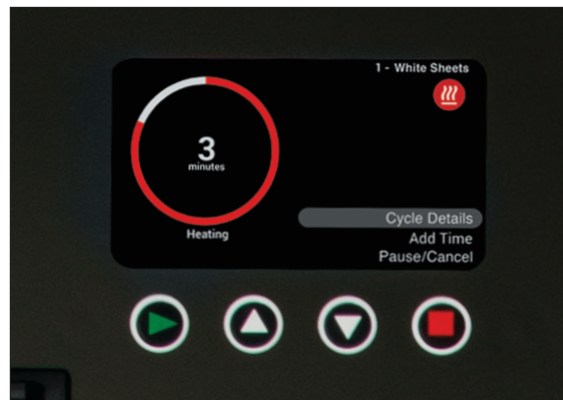 1 - White Sheets
3
minutes
Heating
Cycle Details
Add Time
Pause/Cancel